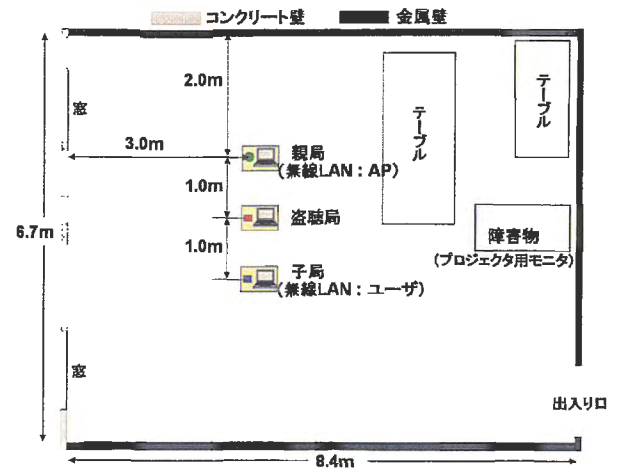 コンクリート壁 金属壁
2.0m
テーブル
テーブル
窓
3.0m
親局
(無線LAN:AP)
1.0m
盗聴局
6.7m
障害物
(プロジェクタ用モニタ)
1.0m
子局
(無線LAN:ユーザ)
窓
出入り口
8.4m